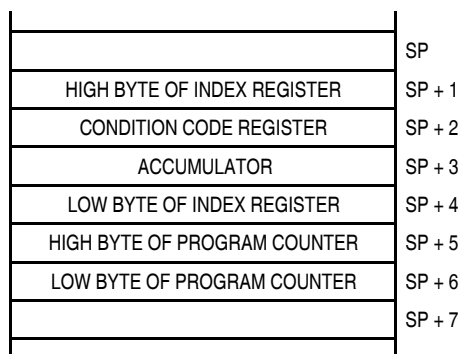 SP
HIGH BYTE OF INDEX REGISTER SP + 1
CONDITION CODE REGISTER SP + 2
ACCUMULATOR SP + 3
LOW BYTE OF INDEX REGISTER SP + 4
HIGH BYTE OF PROGRAM COUNTER SP + 5
LOW BYTE OF PROGRAM COUNTER SP + 6
SP + 7